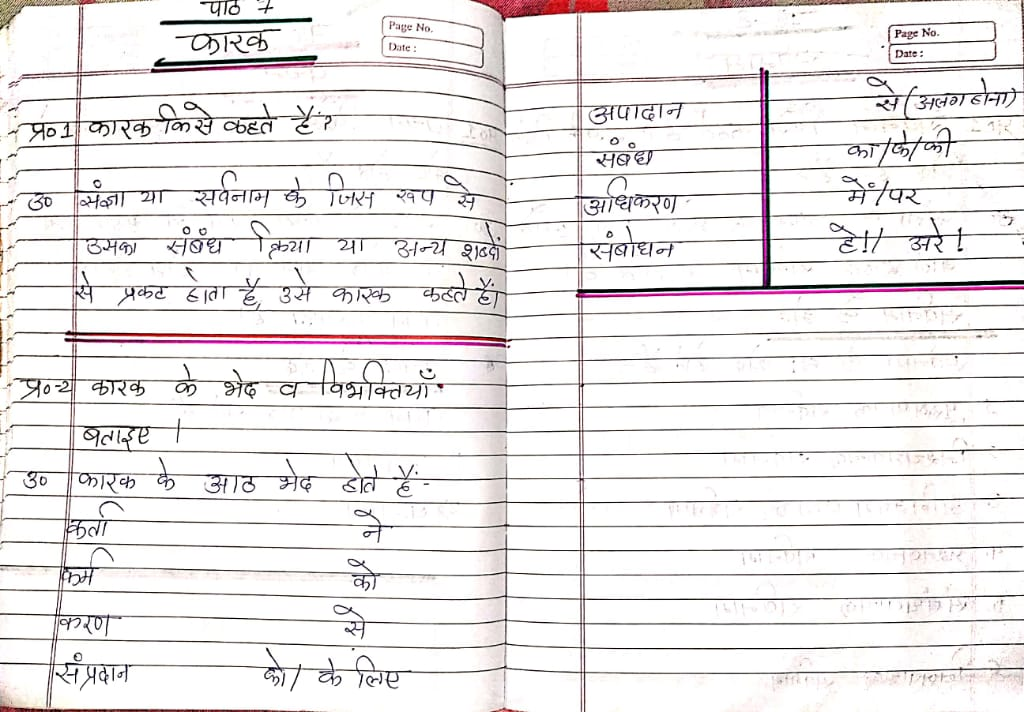 पाठ 7
कारक
Page No.
Date :
प्र०1 कारक किसे कहते हैं?
उ० संज्ञा या सर्वनाम के जिस रूप से
उसका संबंध क्रिया या अन्य शब्दों
से प्रकट होता है, उसे कारक कहते हैं।
प्र०2 कारक के भेद व विभक्तियाँ
बताइए ।
उ० कारक के आठ भेद होते हैं-
कर्ता ने
कर्म को
करण से
संप्रदान को/ के लिए
Page No.
Date :
अपादान से (अलग होना)
संबंध का/के/की
अधिकरण में/पर
संबोधन हे!/ अरे!